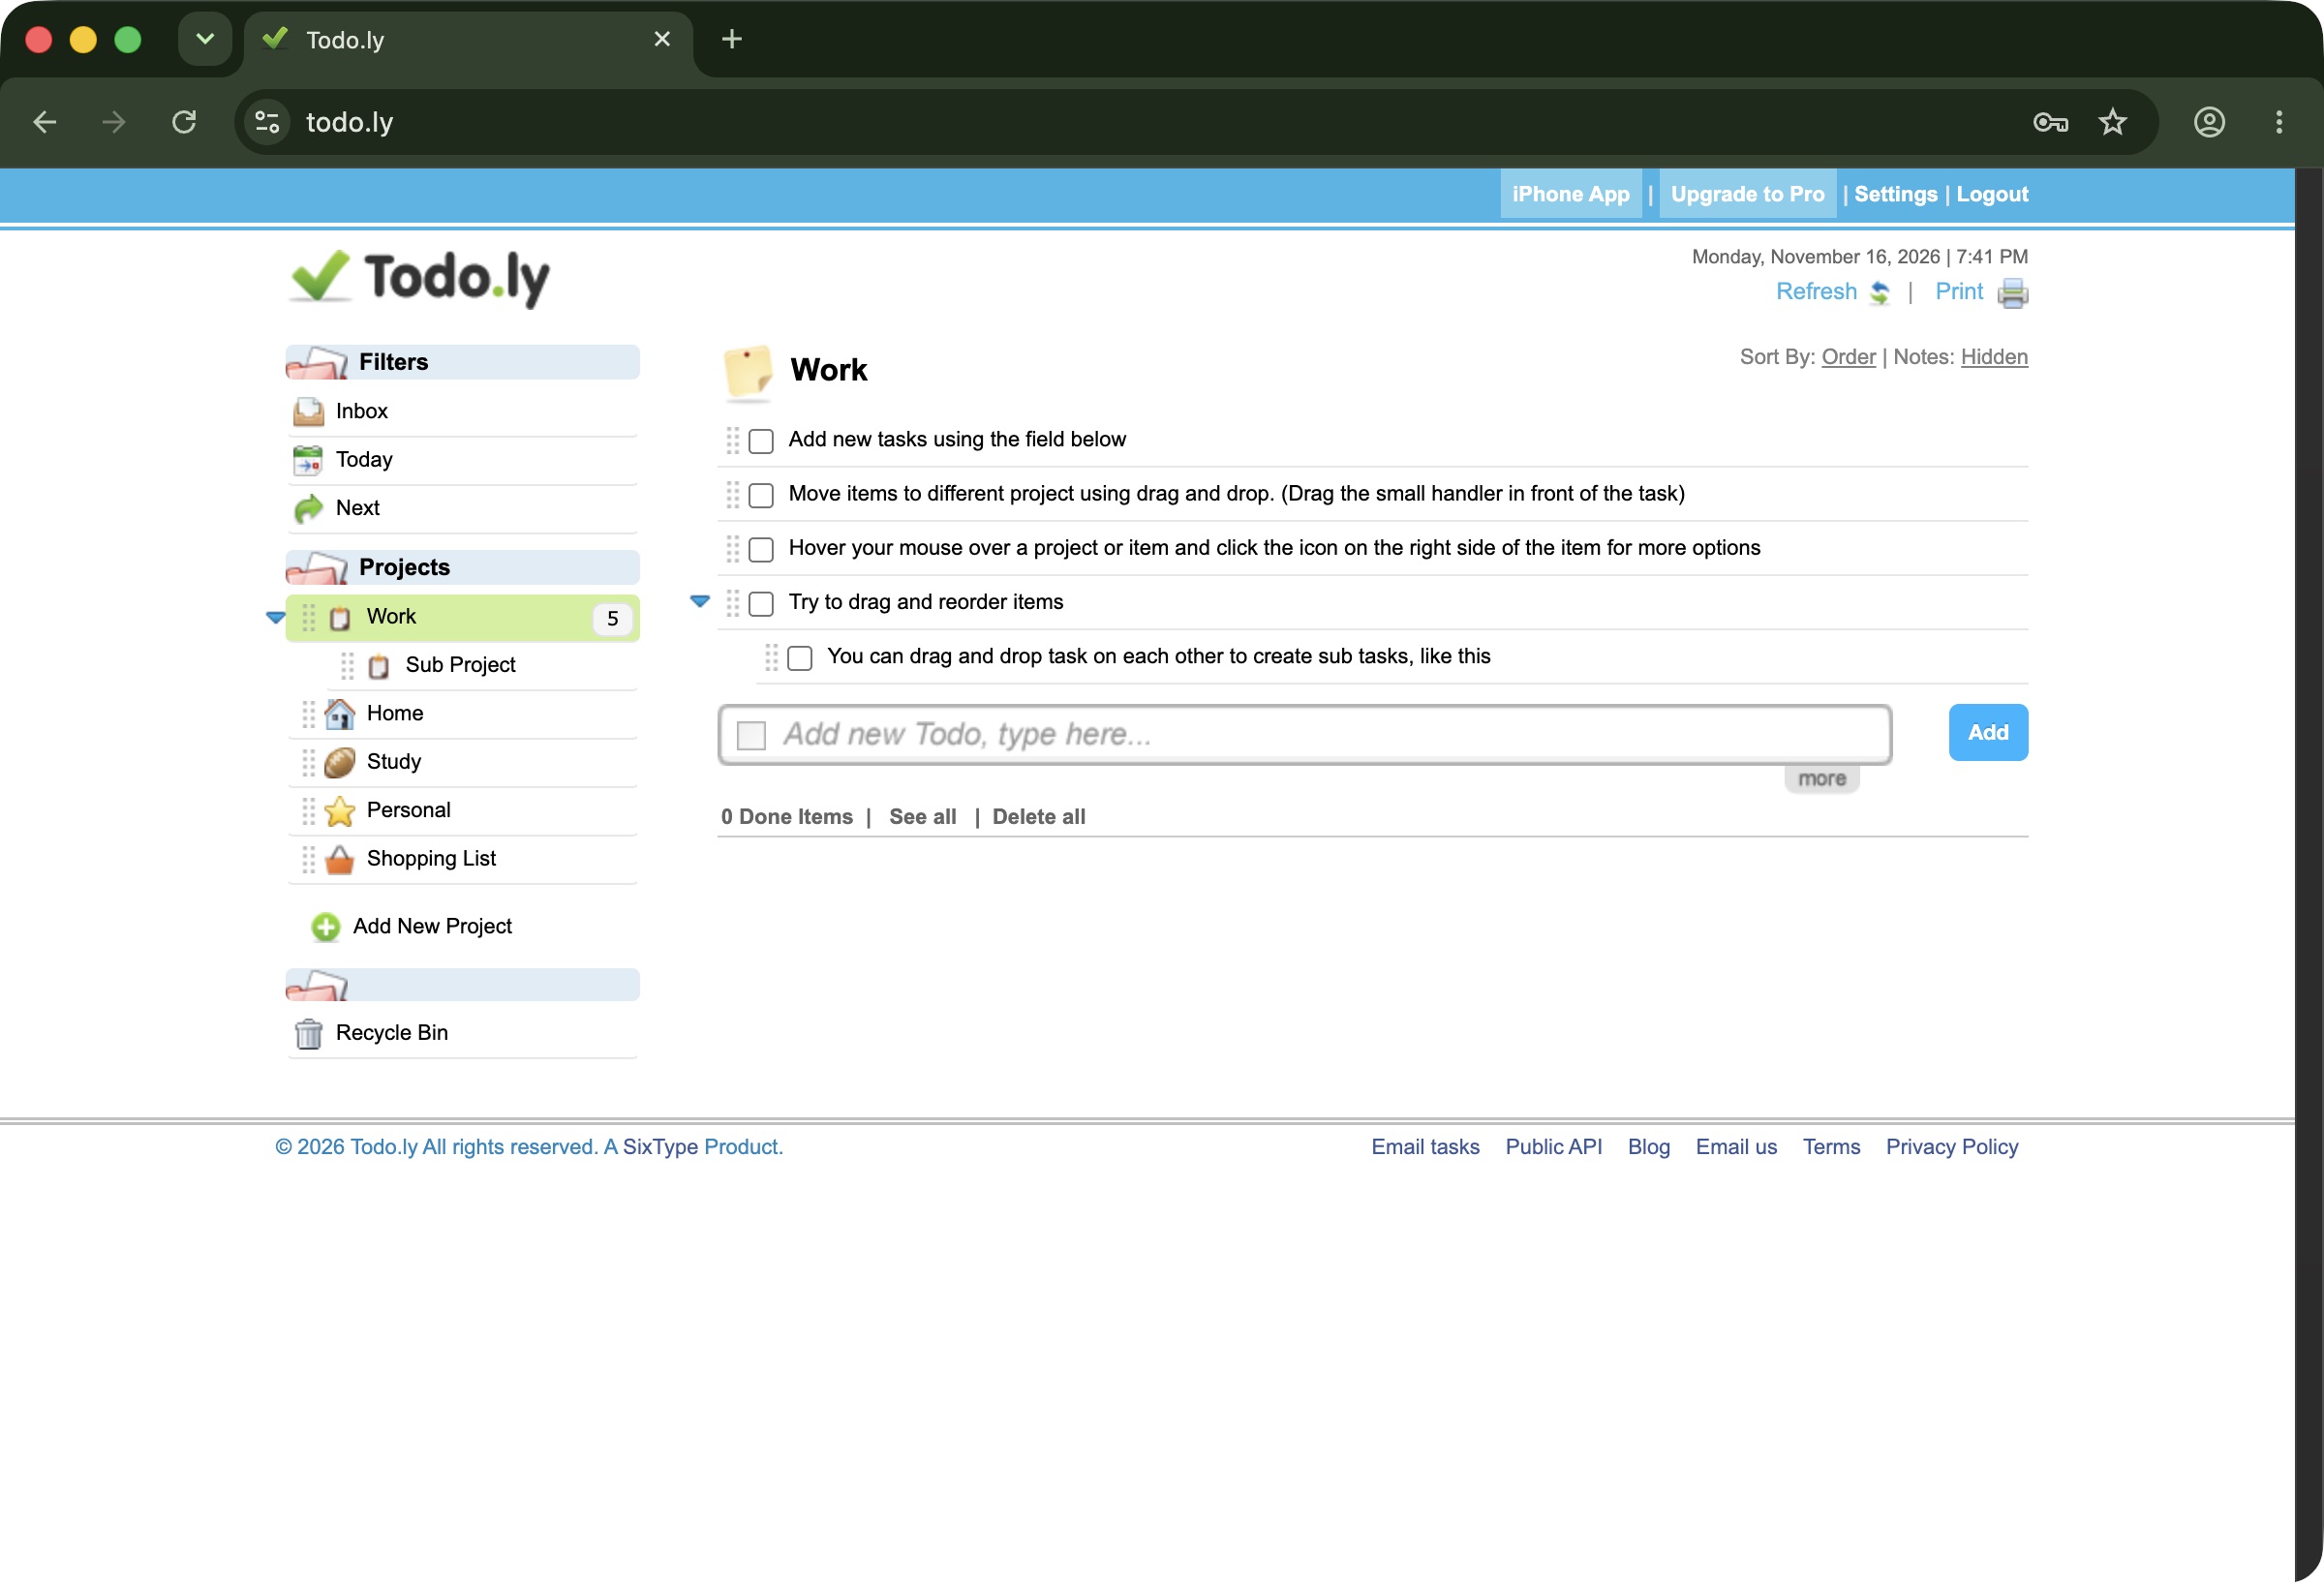 Todo.ly
todo.ly
iPhone App | Upgrade to Pro | Settings | Logout
Todo.ly
Monday, November 16, 2026 | 7:41 PM
Refresh | Print
Filters
Inbox
Today
Next
Projects
Work 5
Sub Project
Home
Study
Personal
Shopping List
Add New Project
Recycle Bin
Work
Sort By: Order | Notes: Hidden
Add new tasks using the field below
Move items to different project using drag and drop. (Drag the small handler in front of the task)
Hover your mouse over a project or item and click the icon on the right side of the item for more options
Try to drag and reorder items
You can drag and drop task on each other to create sub tasks, like this
Add new Todo, type here...
Add
more
0 Done Items | See all | Delete all
© 2026 Todo.ly All rights reserved. A SixType Product.
Email tasks Public API Blog Email us Terms Privacy Policy